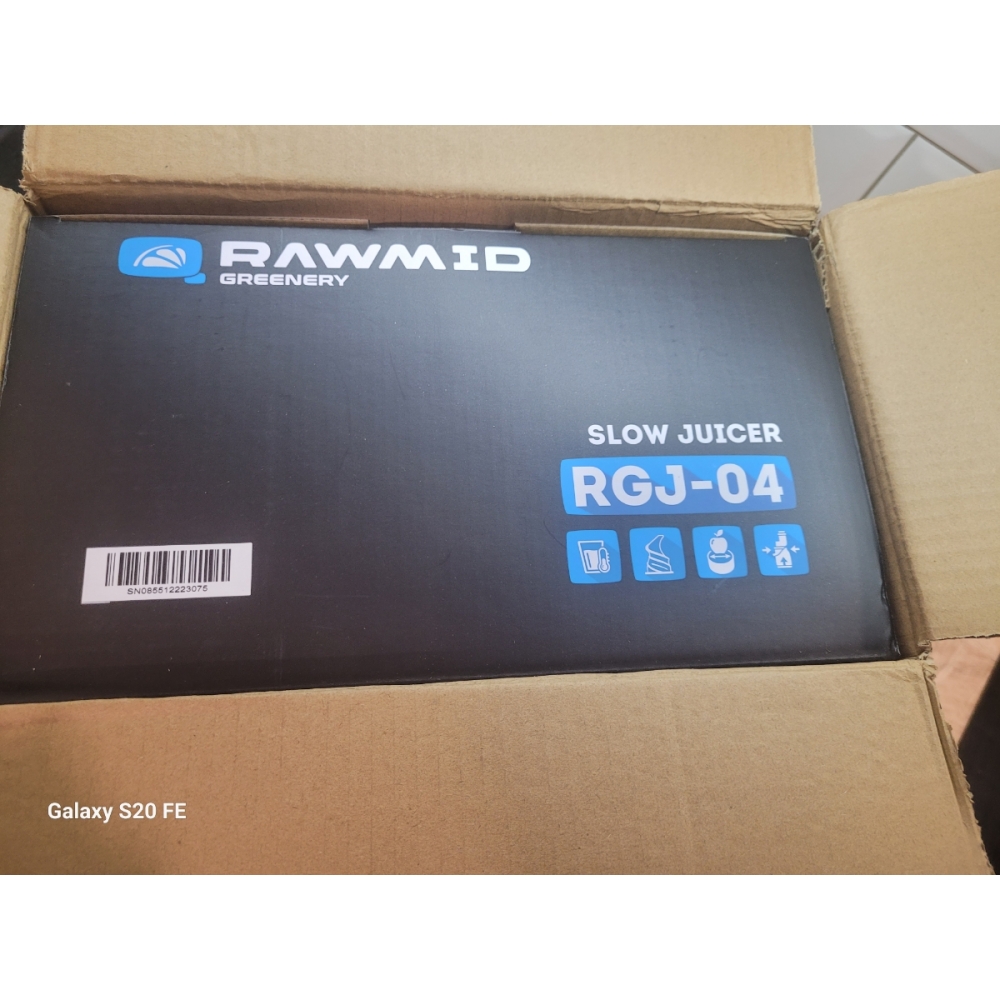 RAWMID
GREENERY
SLOW JUICER
RGJ-04
SN085512223075
Galaxy S20 FE